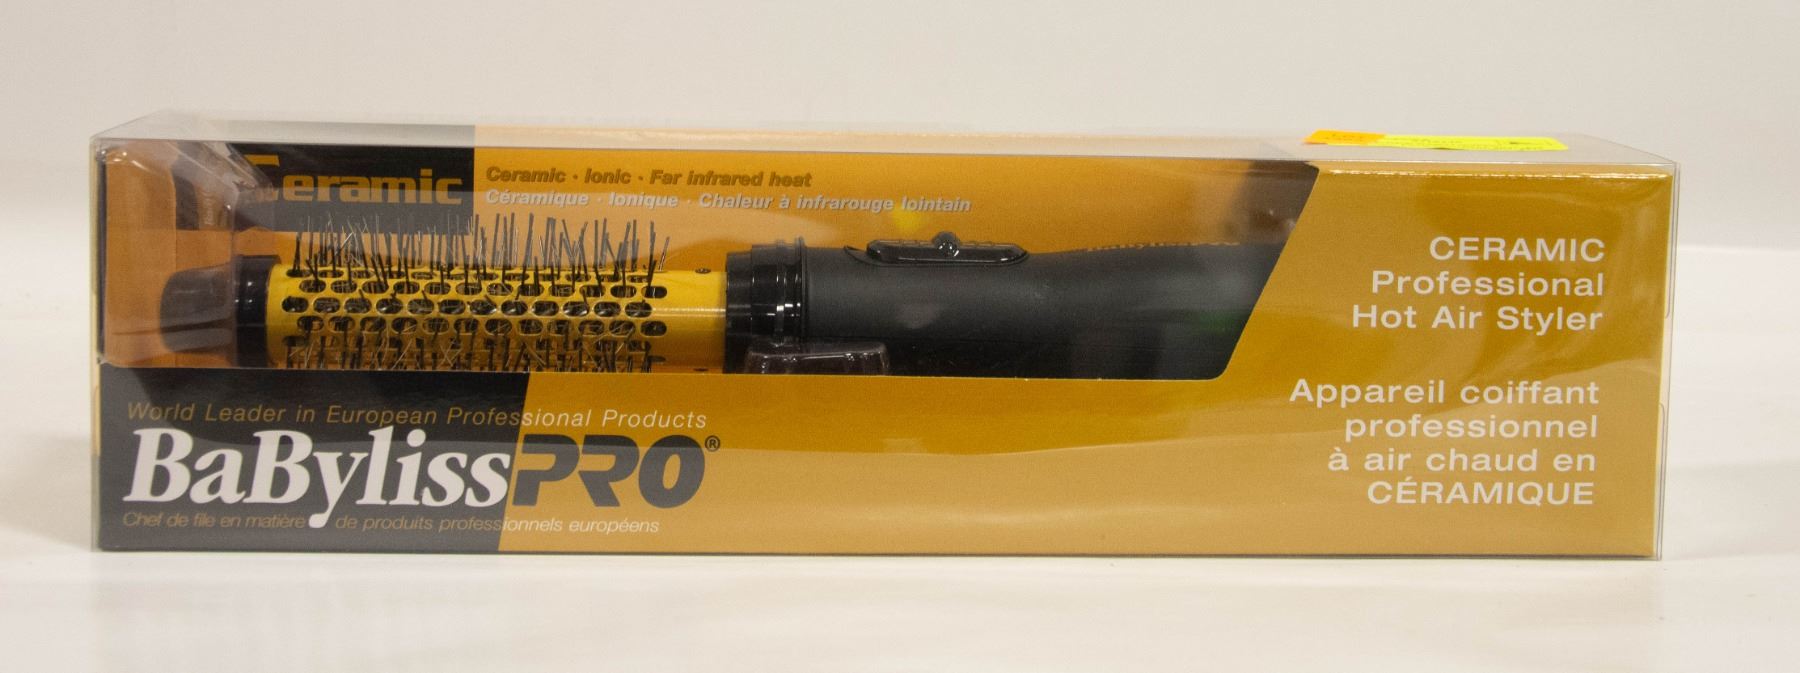 Ceramic
Ceramic · Ionic · Far infrared heat
Céramique · Ionique · Chaleur à infrarouge lointain
CERAMIC
Professional
Hot Air Styler
Appareil coiffant
professionnel
à air chaud en
CÉRAMIQUE
World Leader in European Professional Products
BaBylissPRO®
Chef de file en matière de produits professionnels européens